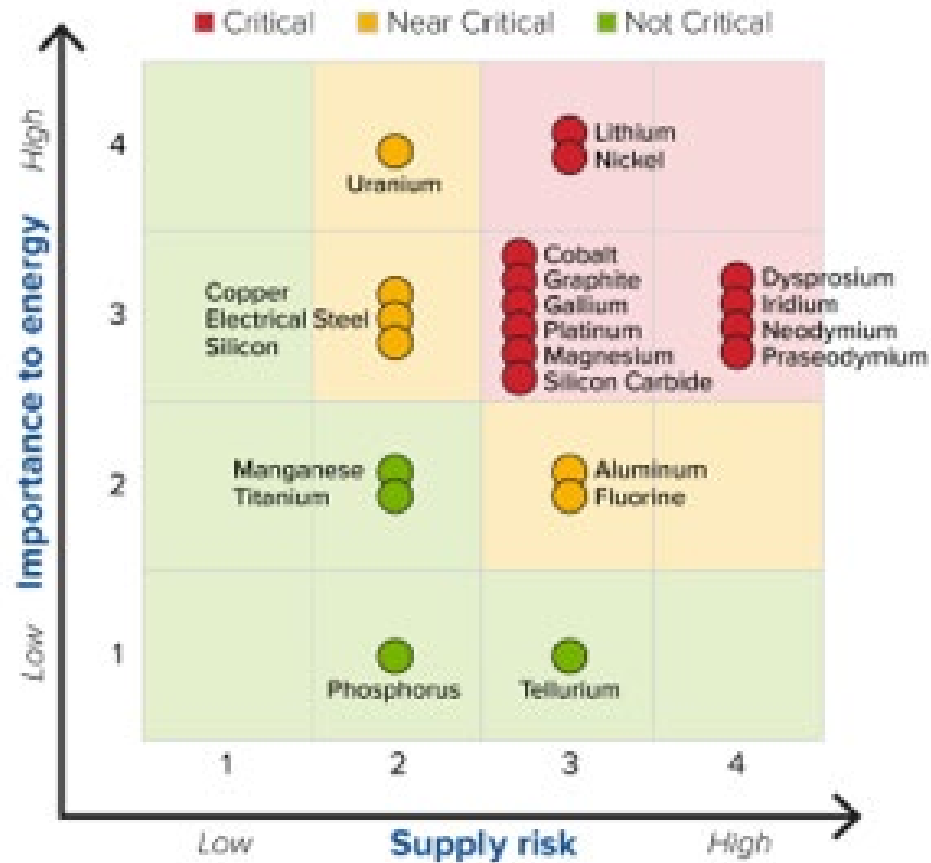 Critical Near Critical Not Critical
High
Importance to energy
Low
4
3
2
1
Uranium
Lithium
Nickel
Copper
Electrical Steel
Silicon
Cobalt
Graphite
Gallium
Platinum
Magnesium
Silicon Carbide
Dysprosium
Iridium
Neodymium
Praseodymium
Manganese
Titanium
Aluminum
Fluorine
Phosphorus
Tellurium
1 2 3 4
Low Supply risk High